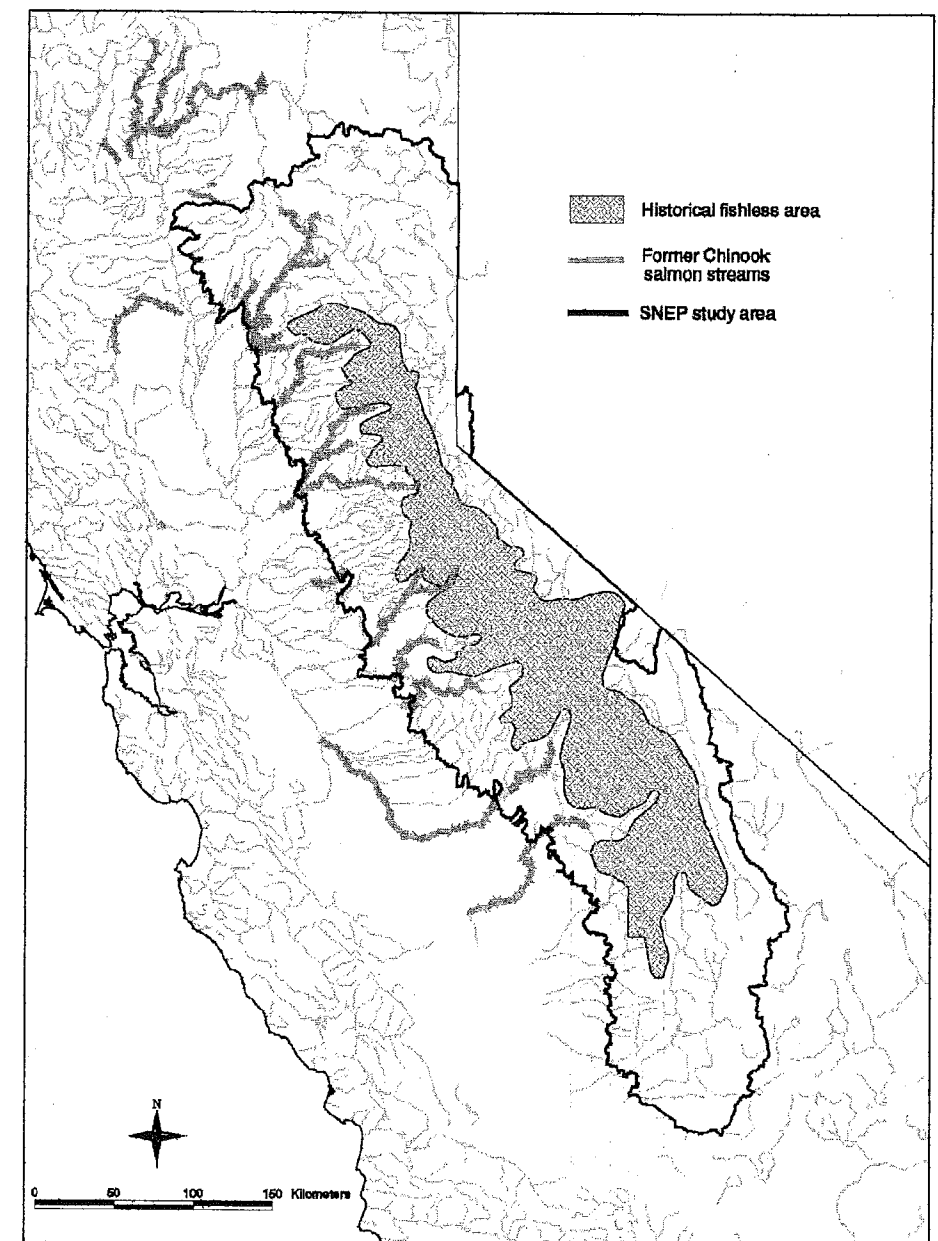 Historical fishless area
Former Chinook
salmon streams
SNEP study area
N
0 50 100 150 Kilometers